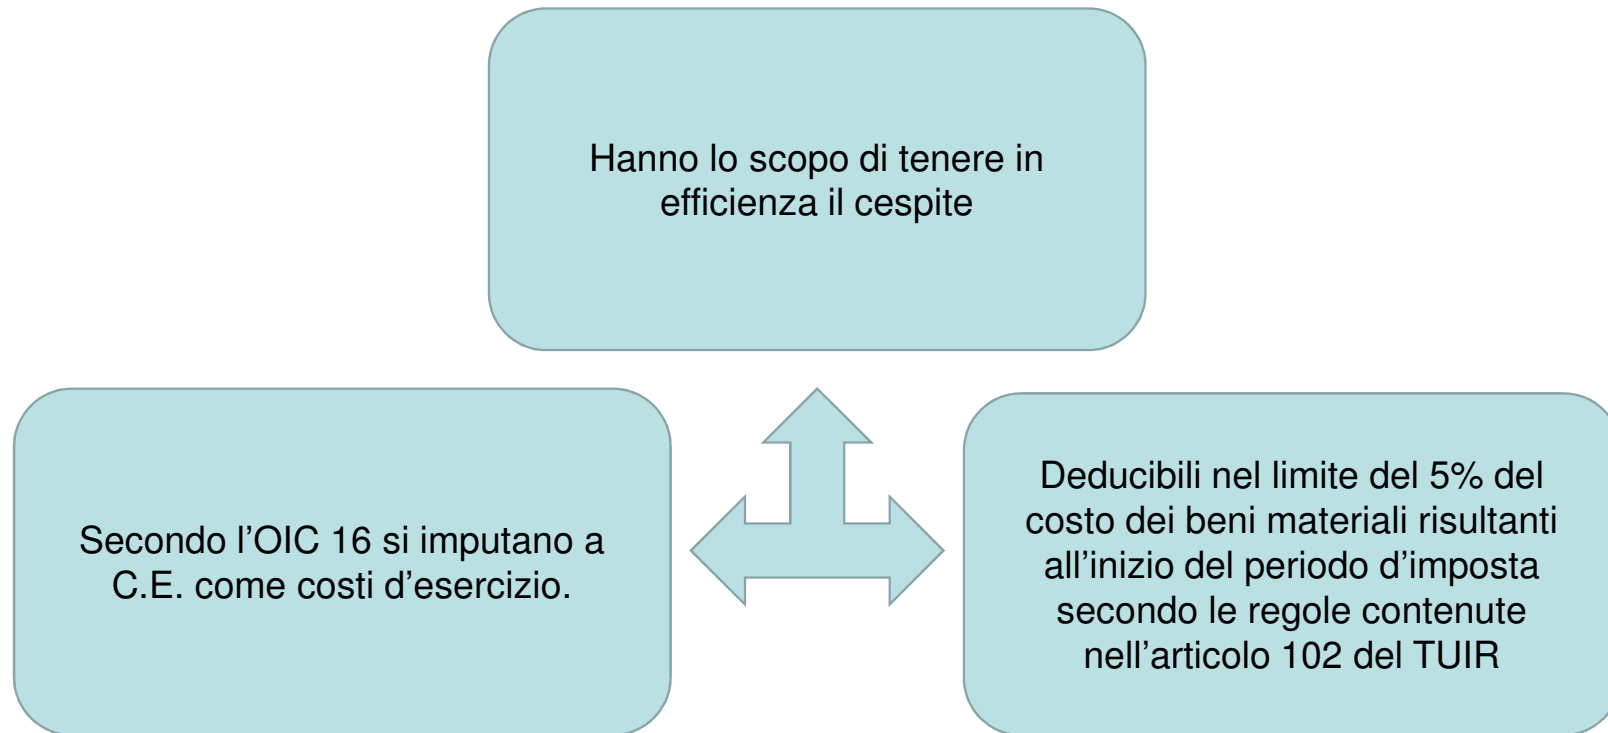 Hanno lo scopo di tenere in
efficienza il cespite
Secondo l’OIC 16 si imputano a
C.E. come costi d’esercizio.
Deducibili nel limite del 5% del
costo dei beni materiali risultanti
all’inizio del periodo d’imposta
secondo le regole contenute
nell’articolo 102 del TUIR